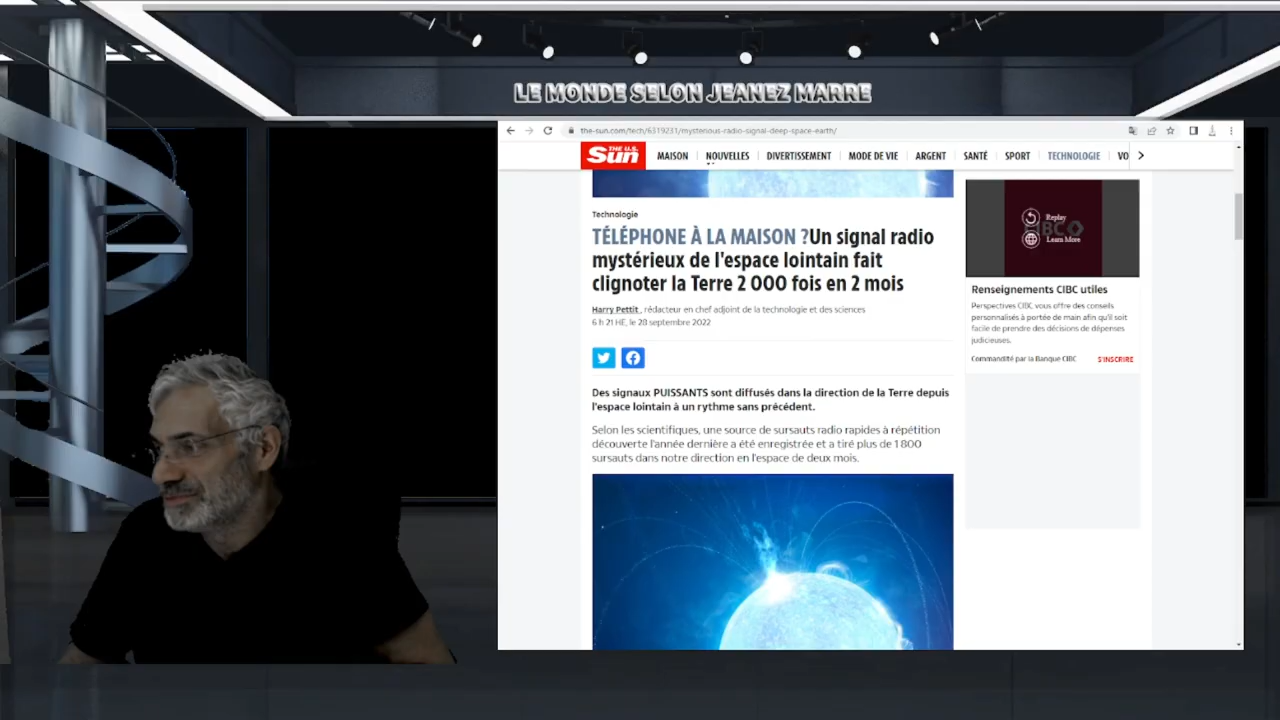 LE MONDE SELON JEANEZ MARRE
the-sun.com/tech/6319231/mysterious-radio-signal-deep-space-earth/
THE U.S. Sun
MAISON NOUVELLES DIVERTISSEMENT MODE DE VIE ARGENT SANTÉ SPORT TECHNOLOGIE VO
Technologie
TÉLÉPHONE À LA MAISON ?Un signal radio
mystérieux de l'espace lointain fait
clignoter la Terre 2 000 fois en 2 mois
Harry Pettit , rédacteur en chef adjoint de la technologie et des sciences
6 h 21 HE, le 28 septembre 2022
Des signaux PUISSANTS sont diffusés dans la direction de la Terre depuis
l'espace lointain à un rythme sans précédent.
Selon les scientifiques, une source de sursauts radio rapides à répétition
découverte l'année dernière a été enregistrée et a tiré plus de 1 800
sursauts dans notre direction en l'espace de deux mois.
Replay
Learn More
Renseignements CIBC utiles
Perspectives CIBC vous offre des conseils
personnalisés à portée de main afin qu'il soit
facile de prendre des décisions de dépenses
judicieuses.
Commandité par la Banque CIBC S'INSCRIRE